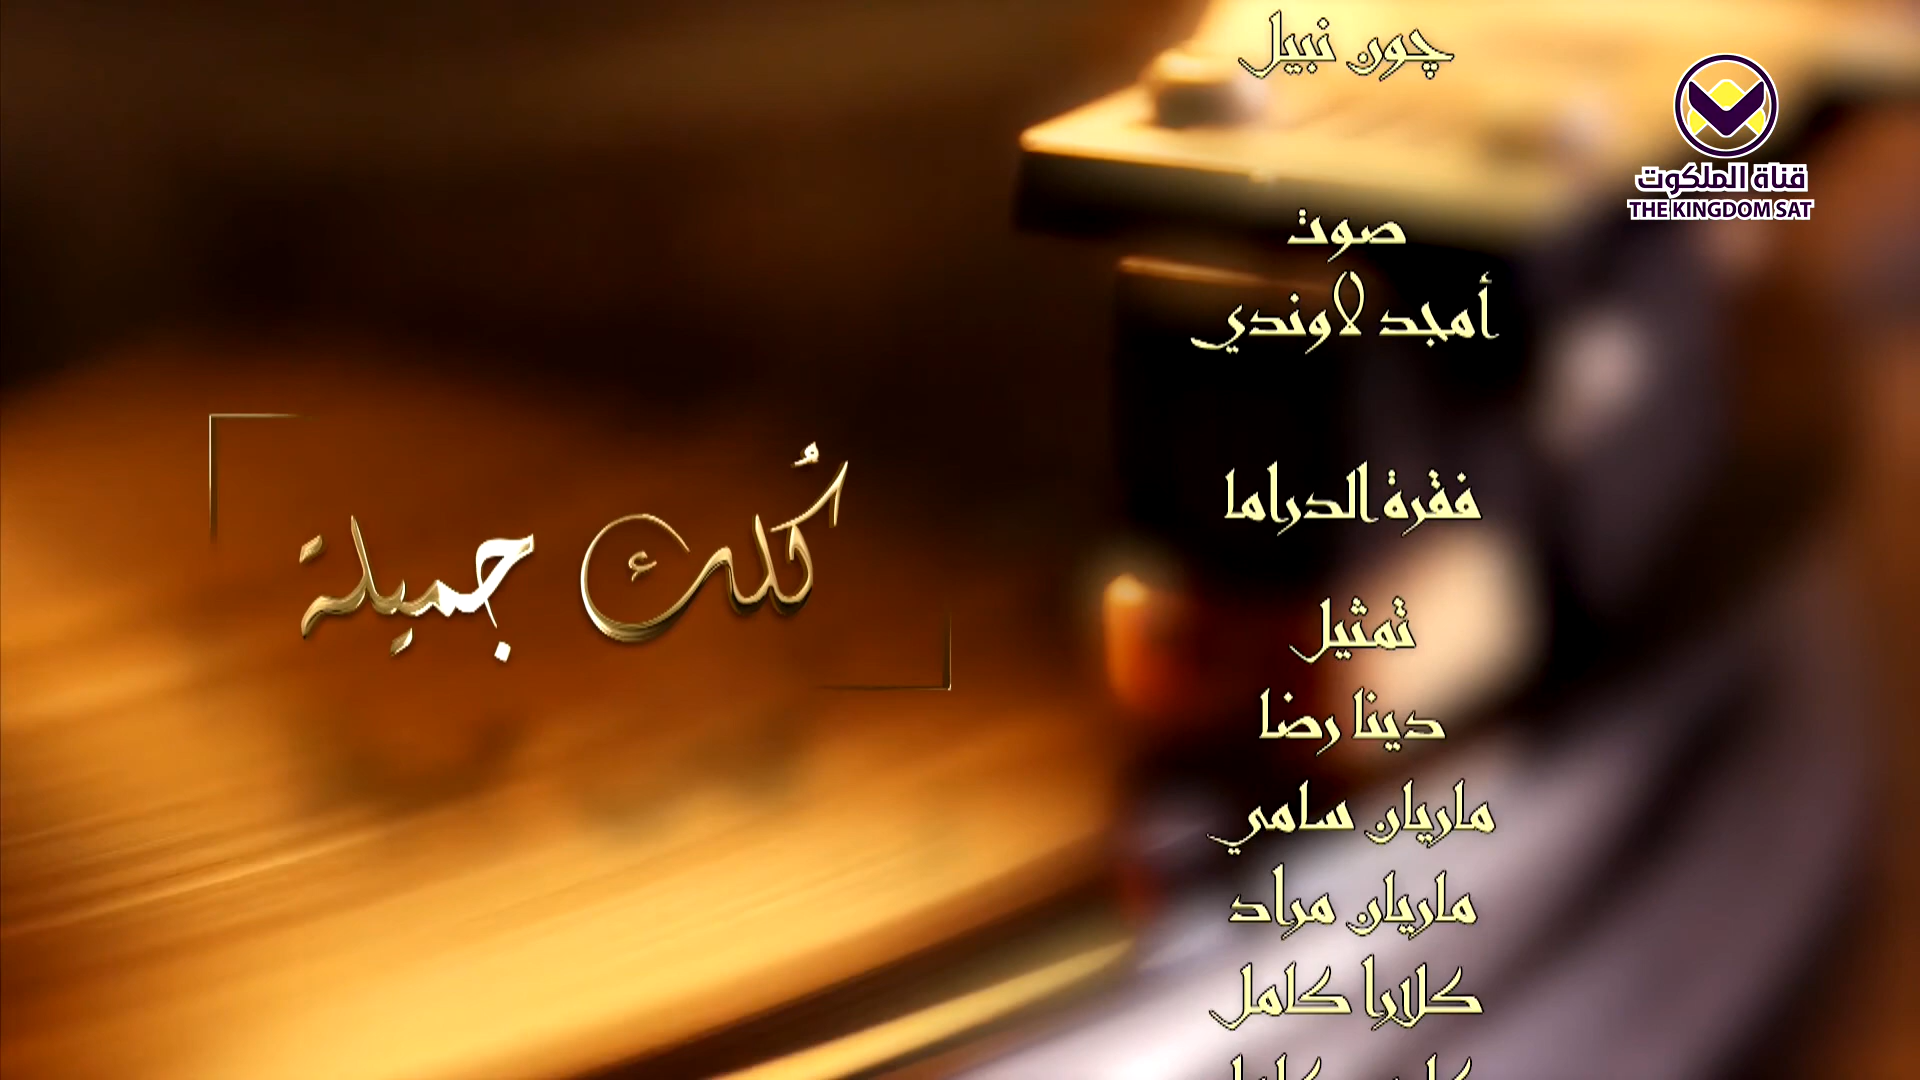 چون نبيل
قناة الملكوت
THE KINGDOM SAT
صوت
أمجد لاوندي
كُلك جميلة
فقرة الدراما
تمثيل
دينا رضا
ماريان سامي
ماريان مراد
كلارا كامل